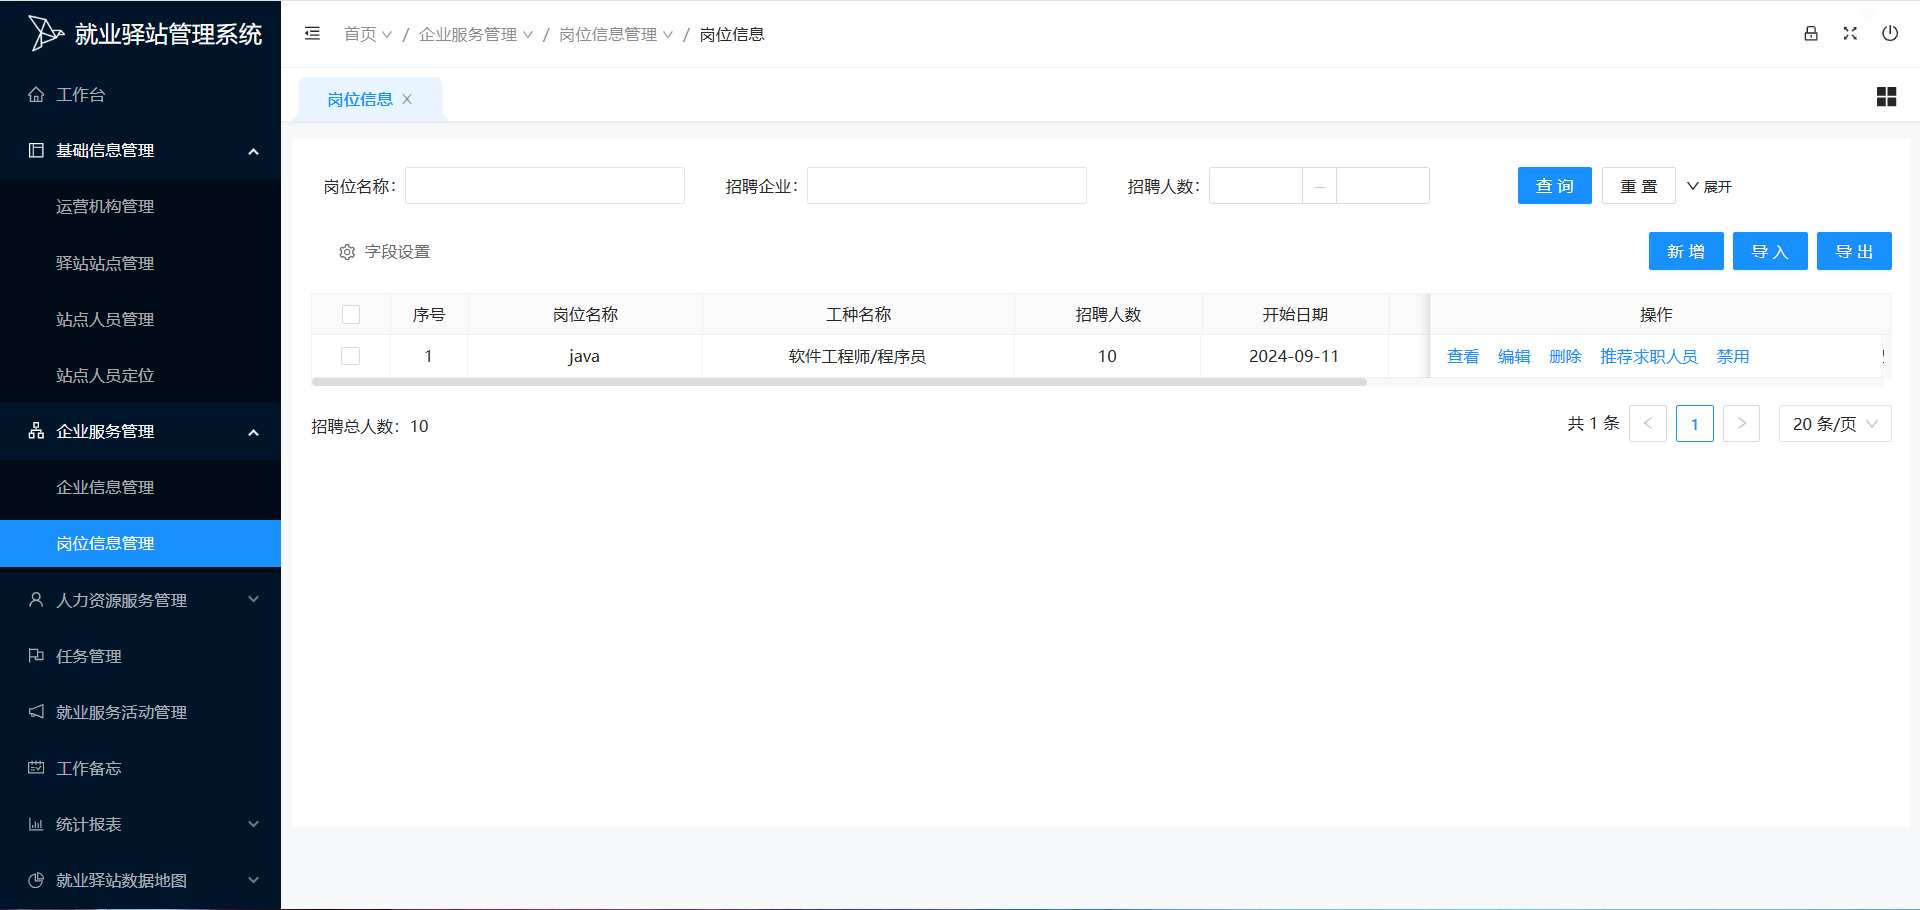 就业驿站管理系统
首页 / 企业服务管理 / 岗位信息管理 / 岗位信息
岗位信息
工作台
基础信息管理
运营机构管理
驿站站点管理
站点人员管理
站点人员定位
企业服务管理
企业信息管理
岗位信息管理
人力资源服务管理
任务管理
就业服务活动管理
工作备忘
统计报表
就业驿站数据地图
岗位名称： 招聘企业： 招聘人数： – 查 询 重 置 展开
字段设置 新 增 导 入 导 出
序号 岗位名称 工种名称 招聘人数 开始日期 操作
1 java 软件工程师/程序员 10 2024-09-11 查看 编辑 删除 推荐求职人员 禁用
招聘总人数：10 共 1 条 1 20 条/页